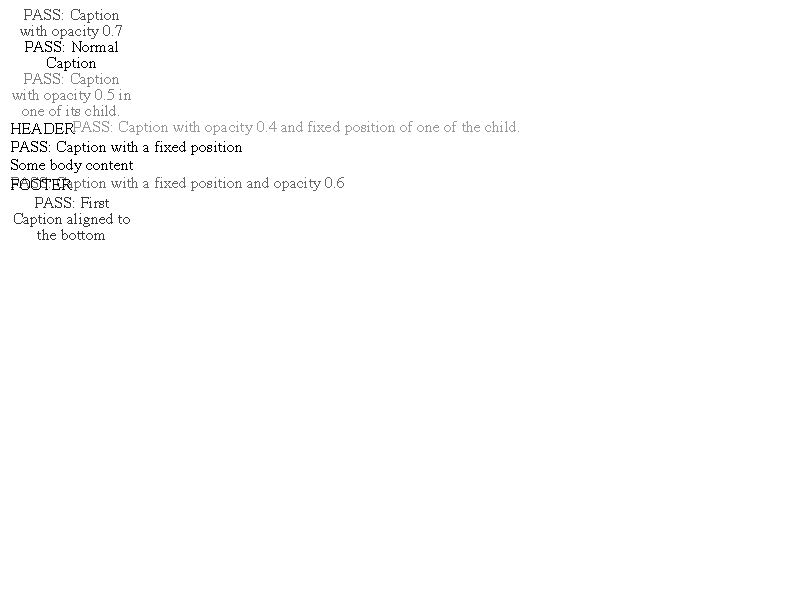 PASS: Caption
with opacity 0.7
PASS: Normal
Caption
PASS: Caption
with opacity 0.5 in
one of its child.
HEADER
PASS: Caption with opacity 0.4 and fixed position of one of the child.
PASS: Caption with a fixed position
Some body content
FOOTER
PASS: Caption with a fixed position and opacity 0.6
PASS: First
Caption aligned to
the bottom